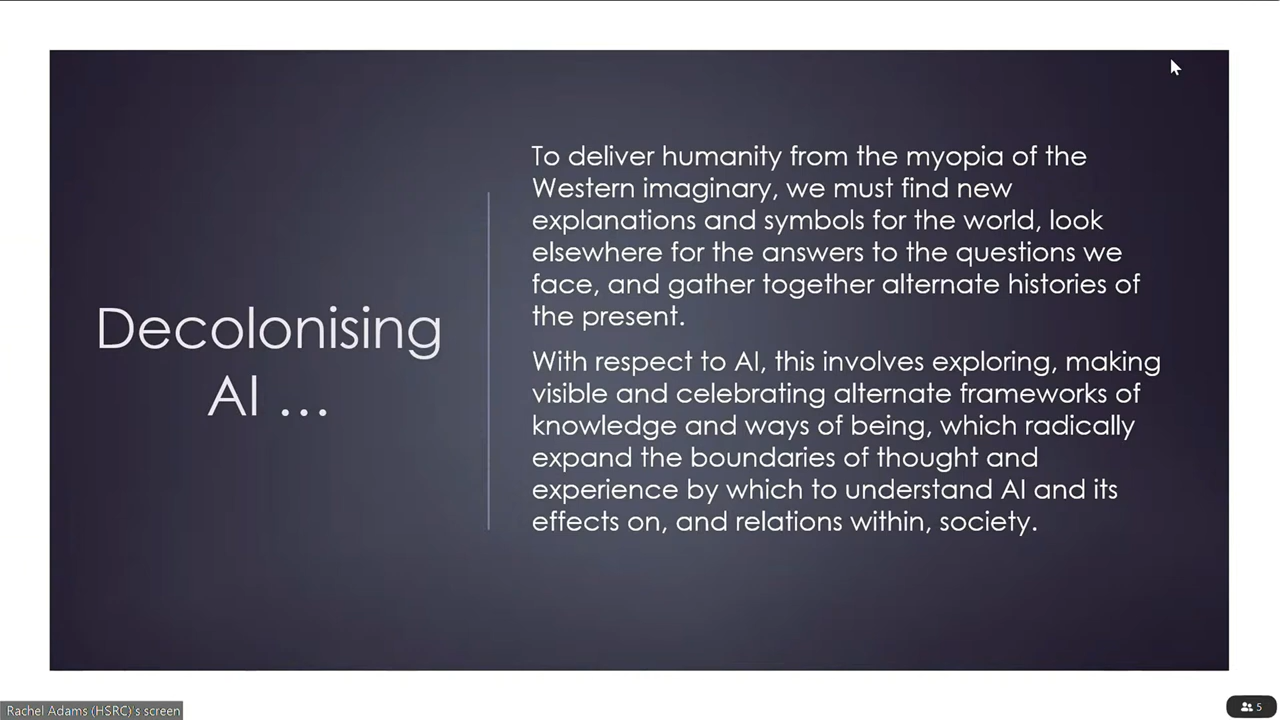 Decolonising
AI ...
To deliver humanity from the myopia of the
Western imaginary, we must find new
explanations and symbols for the world, look
elsewhere for the answers to the questions we
face, and gather together alternate histories of
the present.
With respect to AI, this involves exploring, making
visible and celebrating alternate frameworks of
knowledge and ways of being, which radically
expand the boundaries of thought and
experience by which to understand AI and its
effects on, and relations within, society.
Rachel Adams (HSRC)'s screen
5